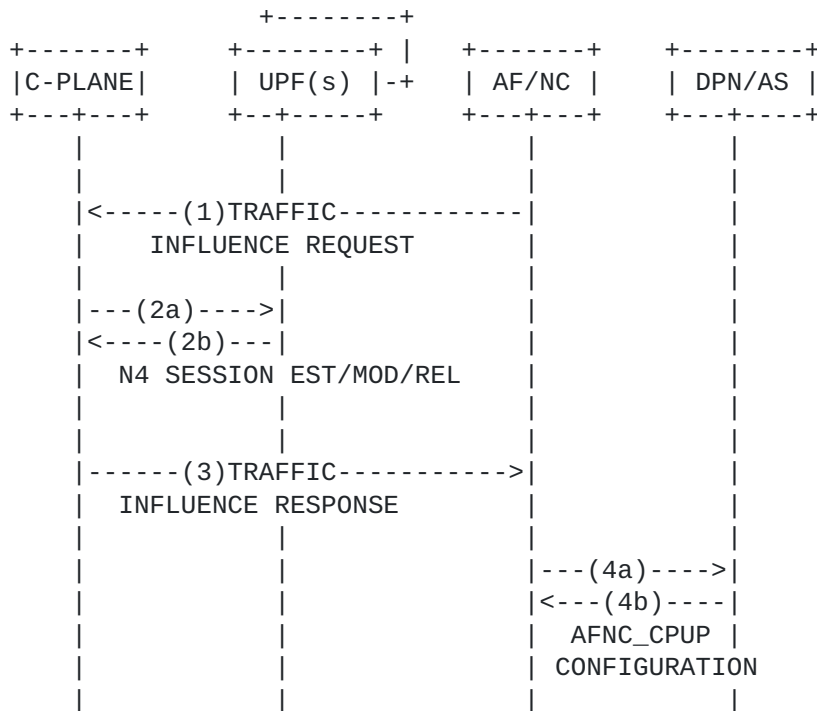 C-PLANE UPF(s) AF/NC DPN/AS
(1)TRAFFIC
INFLUENCE REQUEST
(2a)
(2b)
N4 SESSION EST/MOD/REL
(3)TRAFFIC
INFLUENCE RESPONSE
(4a)
(4b)
AFNC_CPUP
CONFIGURATION